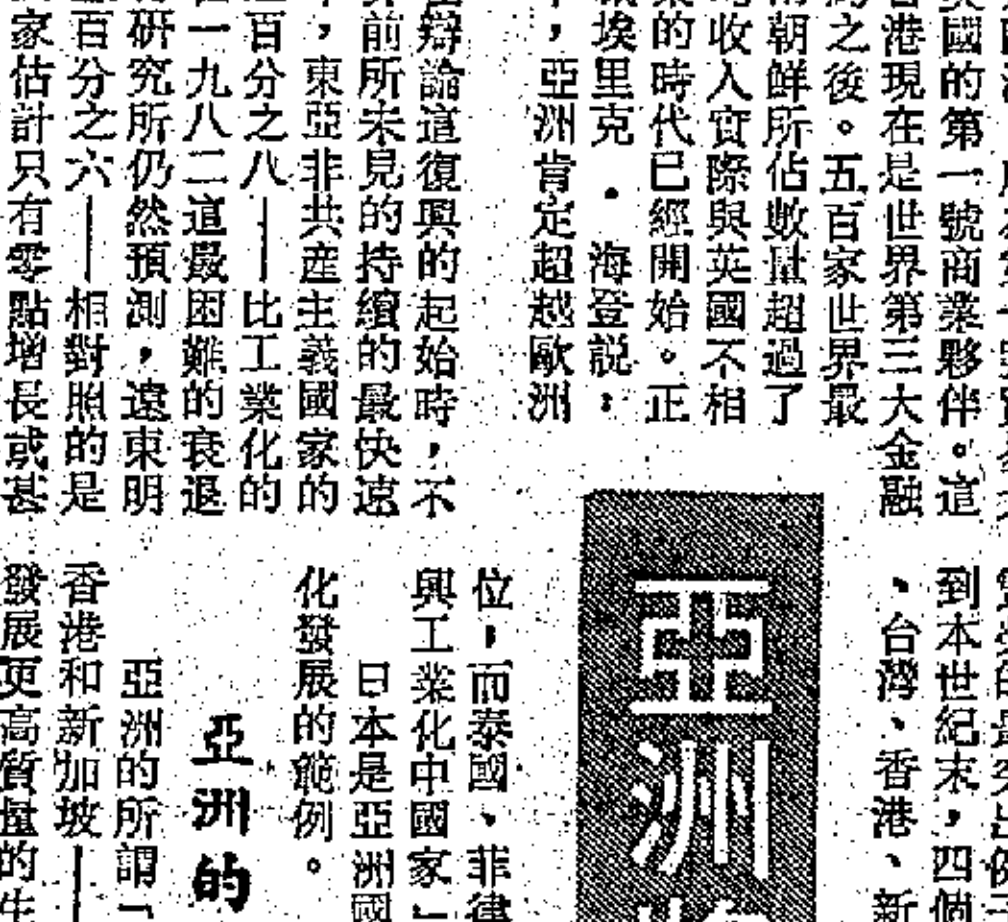 國的第一號商業夥伴。這
香港現在是世界第三大金融
之後。五百家世界最
朝鮮所佔數量超過了
收入實際與英國不相
的時代已經開始。正
埃里克·海登説：
，亞洲肯定超越歐洲
辯論這復興的起始時，不
前所未見的持續的最快速
，東亞非共産主義國家的
百分之八——比工業化的
一九八二這嚴困難的衰退
研究所仍然預測，遠東明
百分之六——相對照的是
家估計只有零點增長或甚
到本世紀末，四個
、台灣、香港、新
亞洲
位，而泰國、菲律
興工業化中國家」
日本是亞洲國
化發展的範例。
亞洲的
亞洲的所謂「
香港和新加坡——
發展更高質量的生